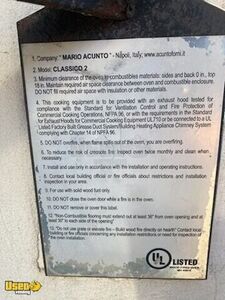 1. Company: "MARIO ACUNTO" - Napoli, Italy, www.acuntoforni.it
2. Model: CLASSICO 2
3. Minimum clearance of the oven to combustibles materials: sides and back 0 in., top
18 in. Maintain required air space clearance between oven and combustible enclosure.
DO NOT fill required air space with insulation or other materials.
4. This cooking equipment is to be provided with an exhaust hood tested for
compliance with the Standard for Ventilation Control and Fire Protection of
Commercial Cooking Operations, NFPA 96, or with the requirements in the Standard
for Exhaust Hoods for Commercial Cooking Equipment UL710 or be connected to a UL
Listed Factory Built Grease Duct System/Building Heating Appliance Chimney System
complying with Chapter 14 of NFPA 96.
5. DO NOT overfire, when flame spills out of the oven, you are overfiring.
6. To reduce the risk of creosote fire: inspect oven twice monthly and clean when
necessary.
7. Install and use only in accordance with the installation and operating instructions.
8. Contact local building or fire officials about restrictions and installation
inspection in your area.
9. For use with solid wood fuel only.
10. DO NOT close the oven door while a fire is in the oven.
11. DO NOT remove or cover this label.
12. "Non-Combustible flooring must extend out at least 36" from oven opening and at
least 36" to each side of the opening".
13. "Do not use grate or elevate fire – Build wood fire directly on hearth" Contact local
building or fire officials concerning any installation restriction or need for inspection of
the oven installation.
UL
LISTED